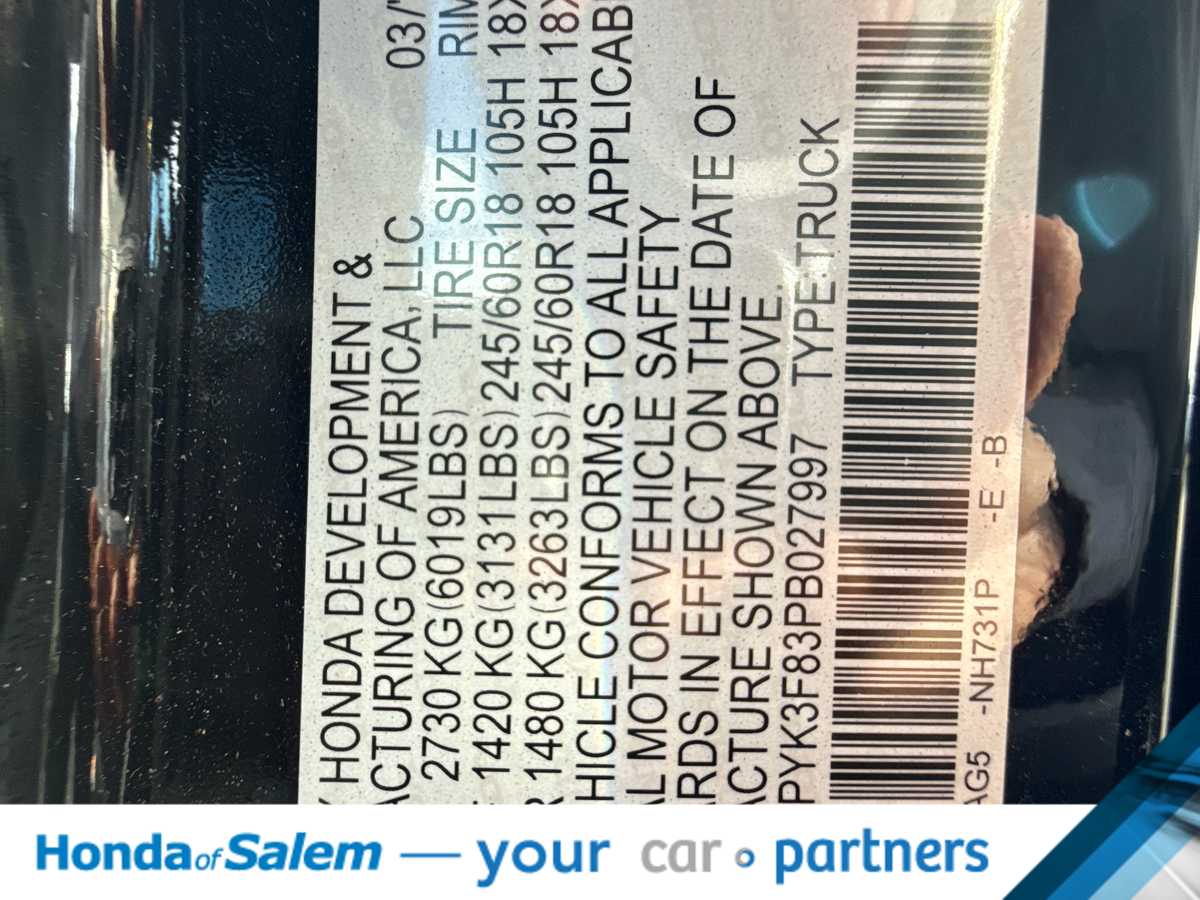 HONDA DEVELOPMENT &
ACTURING OF AMERICA, LLC 03/
2730 KG(6019LBS) TIRE SIZE RIM
1420 KG(3131LBS) 245/60R18 105H 18X
1480 KG(3263LBS) 245/60R18 105H 18X
HICLE CONFORMS TO ALL APPLICAB
AL MOTOR VEHICLE SAFETY
ARDS IN EFFECT ON THE DATE OF
ACTURE SHOWN ABOVE.
PYK3F83PB027997 TYPE:TRUCK
AG5 -NH731P -E -B
Honda of Salem — your car partners